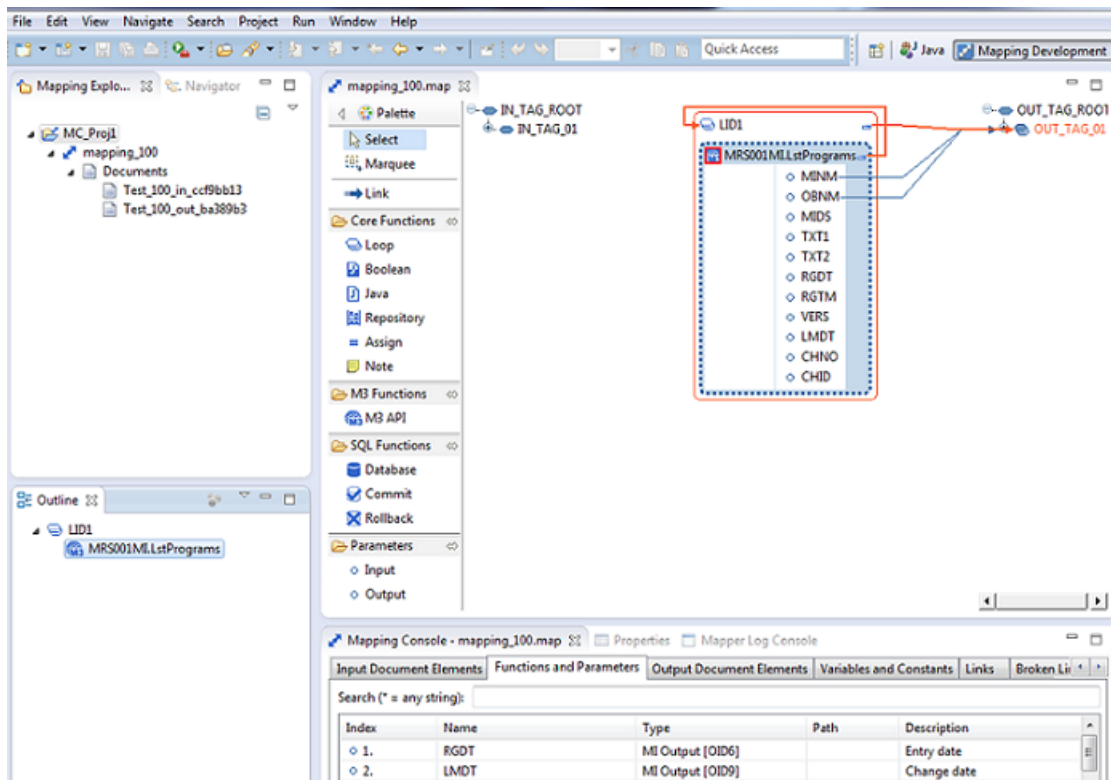 File Edit View Navigate Search Project Run Window Help
Quick Access
Java
Mapping Development
Mapping Explo...
Navigator
MC_Proj1
mapping_100
Documents
Test_100_in_ccf9bb13
Test_100_out_ba389b3
Outline
LID1
MRS001MI.LstPrograms
mapping_100.map
Palette
Select
Marquee
Link
Core Functions
Loop
Boolean
Java
Repository
Assign
Note
M3 Functions
M3 API
SQL Functions
Database
Commit
Rollback
Parameters
Input
Output
IN_TAG_ROOT
IN_TAG_01
LID1
MRS001MI.LstPrograms
MINM
OBNM
MIDS
TXT1
TXT2
RGDT
RGTM
VERS
LMDT
CHNO
CHID
OUT_TAG_ROOT
OUT_TAG_01
Mapping Console - mapping_100.map
Properties
Mapper Log Console
Input Document Elements
Functions and Parameters
Output Document Elements
Variables and Constants
Links
Broken Li
Search (* = any string):
Index Name Type Path Description
1. RGDT MI Output [OID6] Entry date
2. LMDT MI Output [OID9] Change date